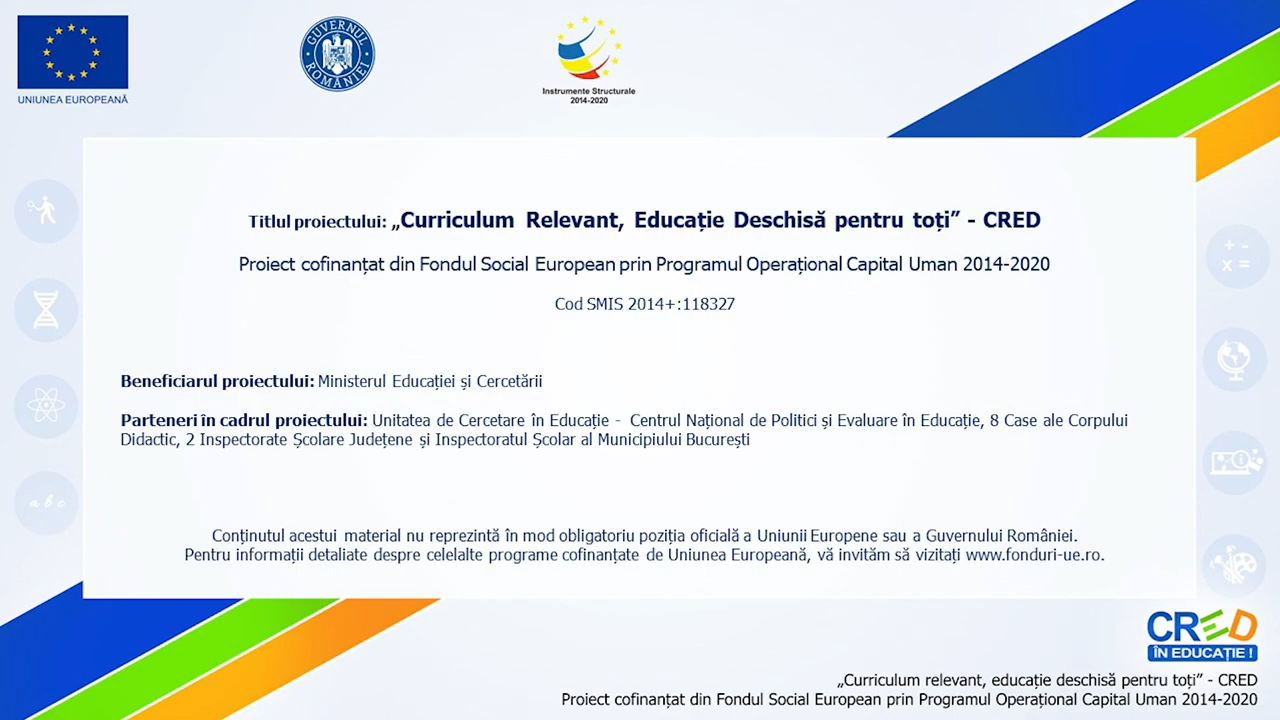 UNIUNEA EUROPEANĂ
GUVERNUL ROMÂNIEI
Instrumente Structurale
2014-2020
Titlul proiectului: „Curriculum Relevant, Educație Deschisă pentru toți” - CRED
Proiect cofinanțat din Fondul Social European prin Programul Operațional Capital Uman 2014-2020
Cod SMIS 2014+:118327
Beneficiarul proiectului: Ministerul Educației și Cercetării
Parteneri în cadrul proiectului: Unitatea de Cercetare în Educație - Centrul Național de Politici și Evaluare în Educație, 8 Case ale Corpului
Didactic, 2 Inspectorate Școlare Județene și Inspectoratul Școlar al Municipiului București
Conținutul acestui material nu reprezintă în mod obligatoriu poziția oficială a Uniunii Europene sau a Guvernului României.
Pentru informații detaliate despre celelalte programe cofinanțate de Uniunea Europeană, vă invităm să vizitați www.fonduri-ue.ro.
+ -
x =
a b c
CRED
ÎN EDUCAȚIE !
„Curriculum relevant, educație deschisă pentru toți” - CRED
Proiect cofinanțat din Fondul Social European prin Programul Operațional Capital Uman 2014-2020